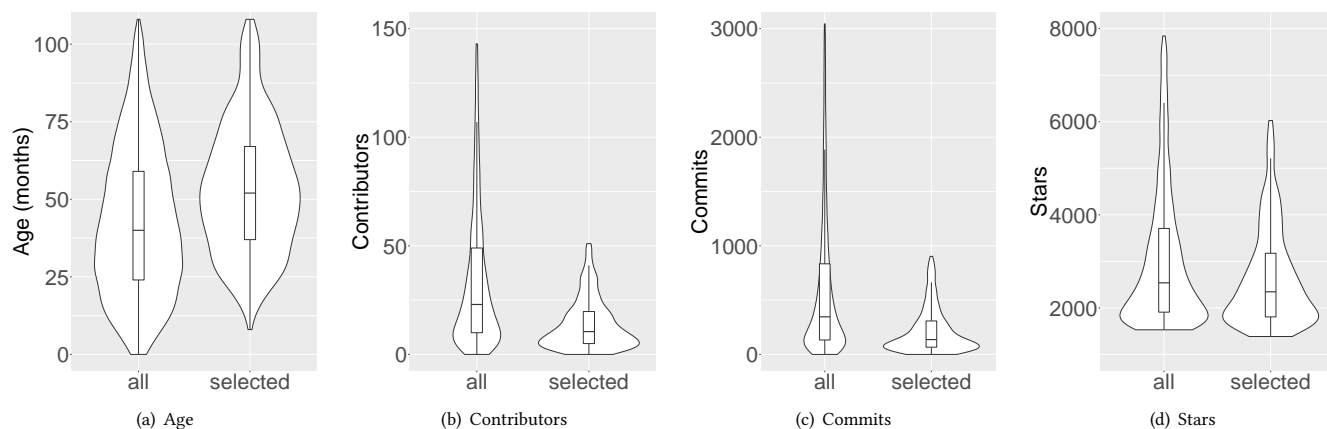 Age (months)
100
75
50
25
0
all selected
(a) Age
Contributors
150
100
50
0
all selected
(b) Contributors
Commits
3000
2000
1000
0
all selected
(c) Commits
Stars
8000
6000
4000
2000
all selected
(d) Stars